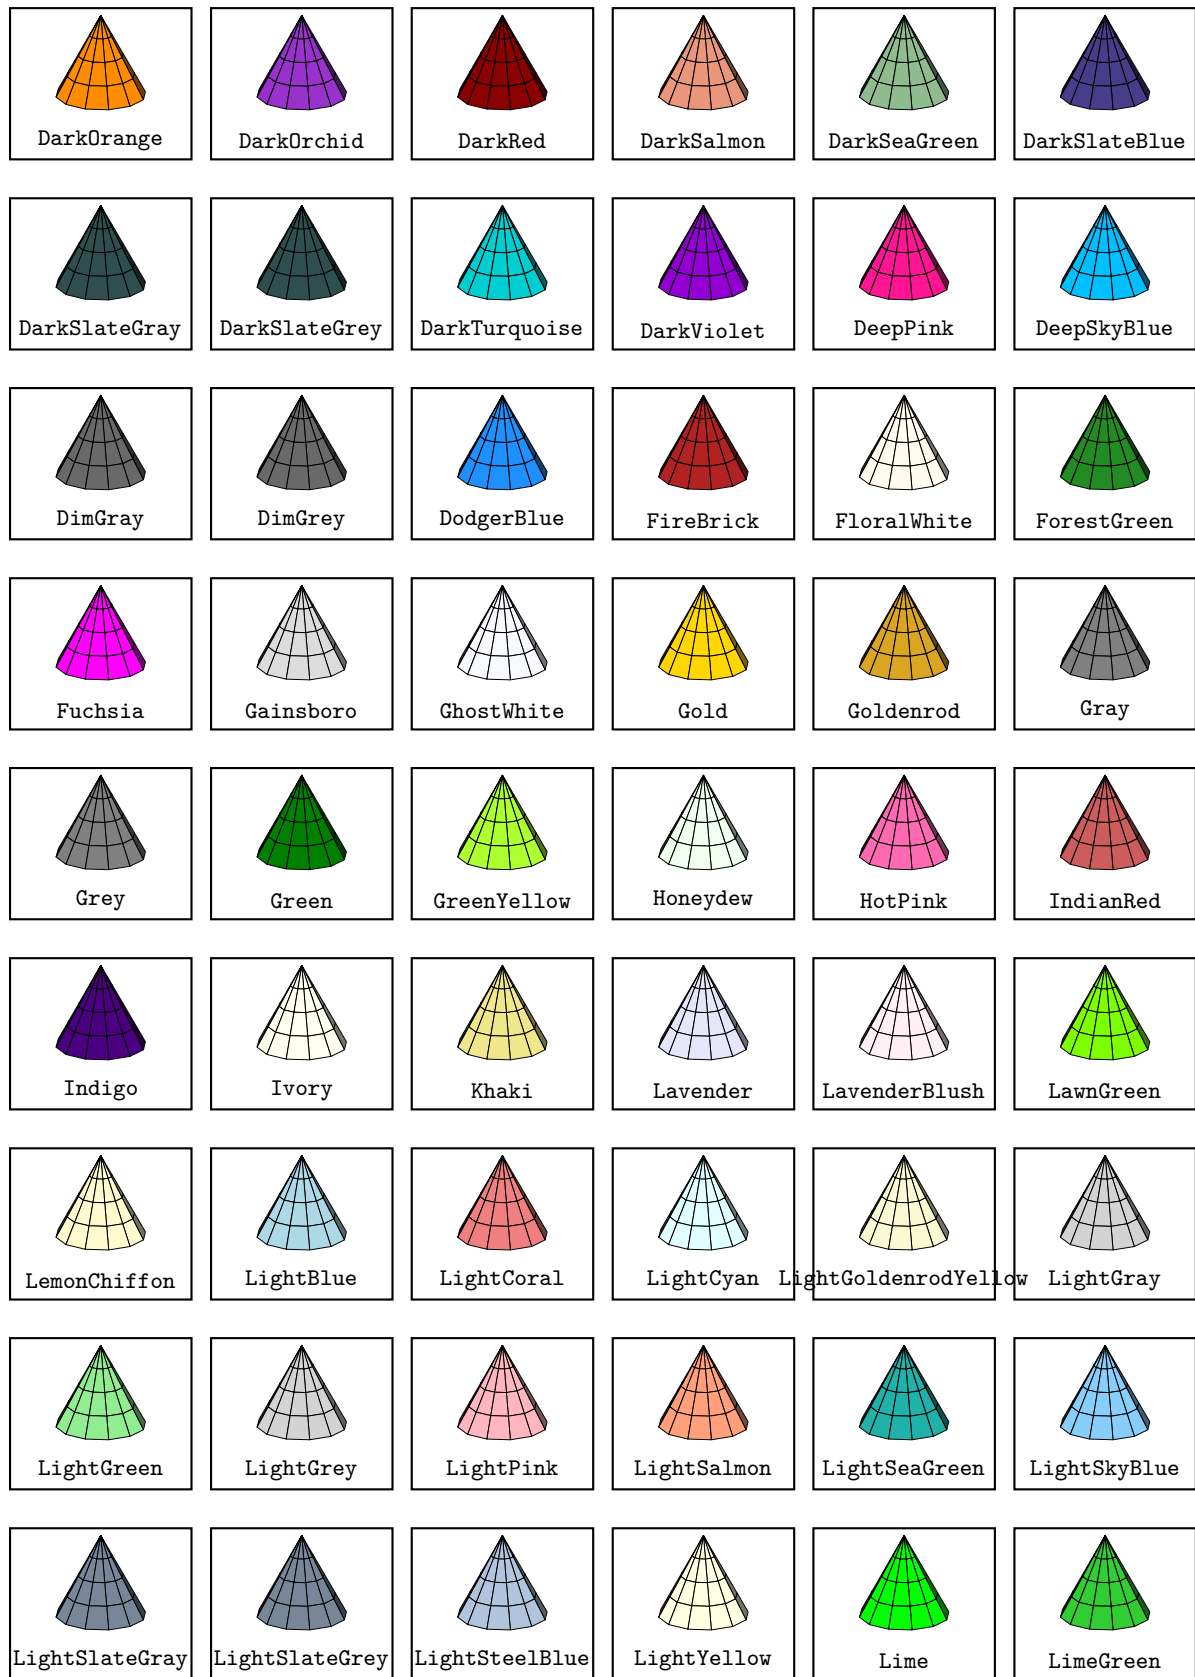 DarkOrange DarkOrchid DarkRed DarkSalmon DarkSeaGreen DarkSlateBlue
DarkSlateGray DarkSlateGrey DarkTurquoise DarkViolet DeepPink DeepSkyBlue
DimGray DimGrey DodgerBlue FireBrick FloralWhite ForestGreen
Fuchsia Gainsboro GhostWhite Gold Goldenrod Gray
Grey Green GreenYellow Honeydew HotPink IndianRed
Indigo Ivory Khaki Lavender LavenderBlush LawnGreen
LemonChiffon LightBlue LightCoral LightCyan LightGoldenrodYellow LightGray
LightGreen LightGrey LightPink LightSalmon LightSeaGreen LightSkyBlue
LightSlateGray LightSlateGrey LightSteelBlue LightYellow Lime LimeGreen